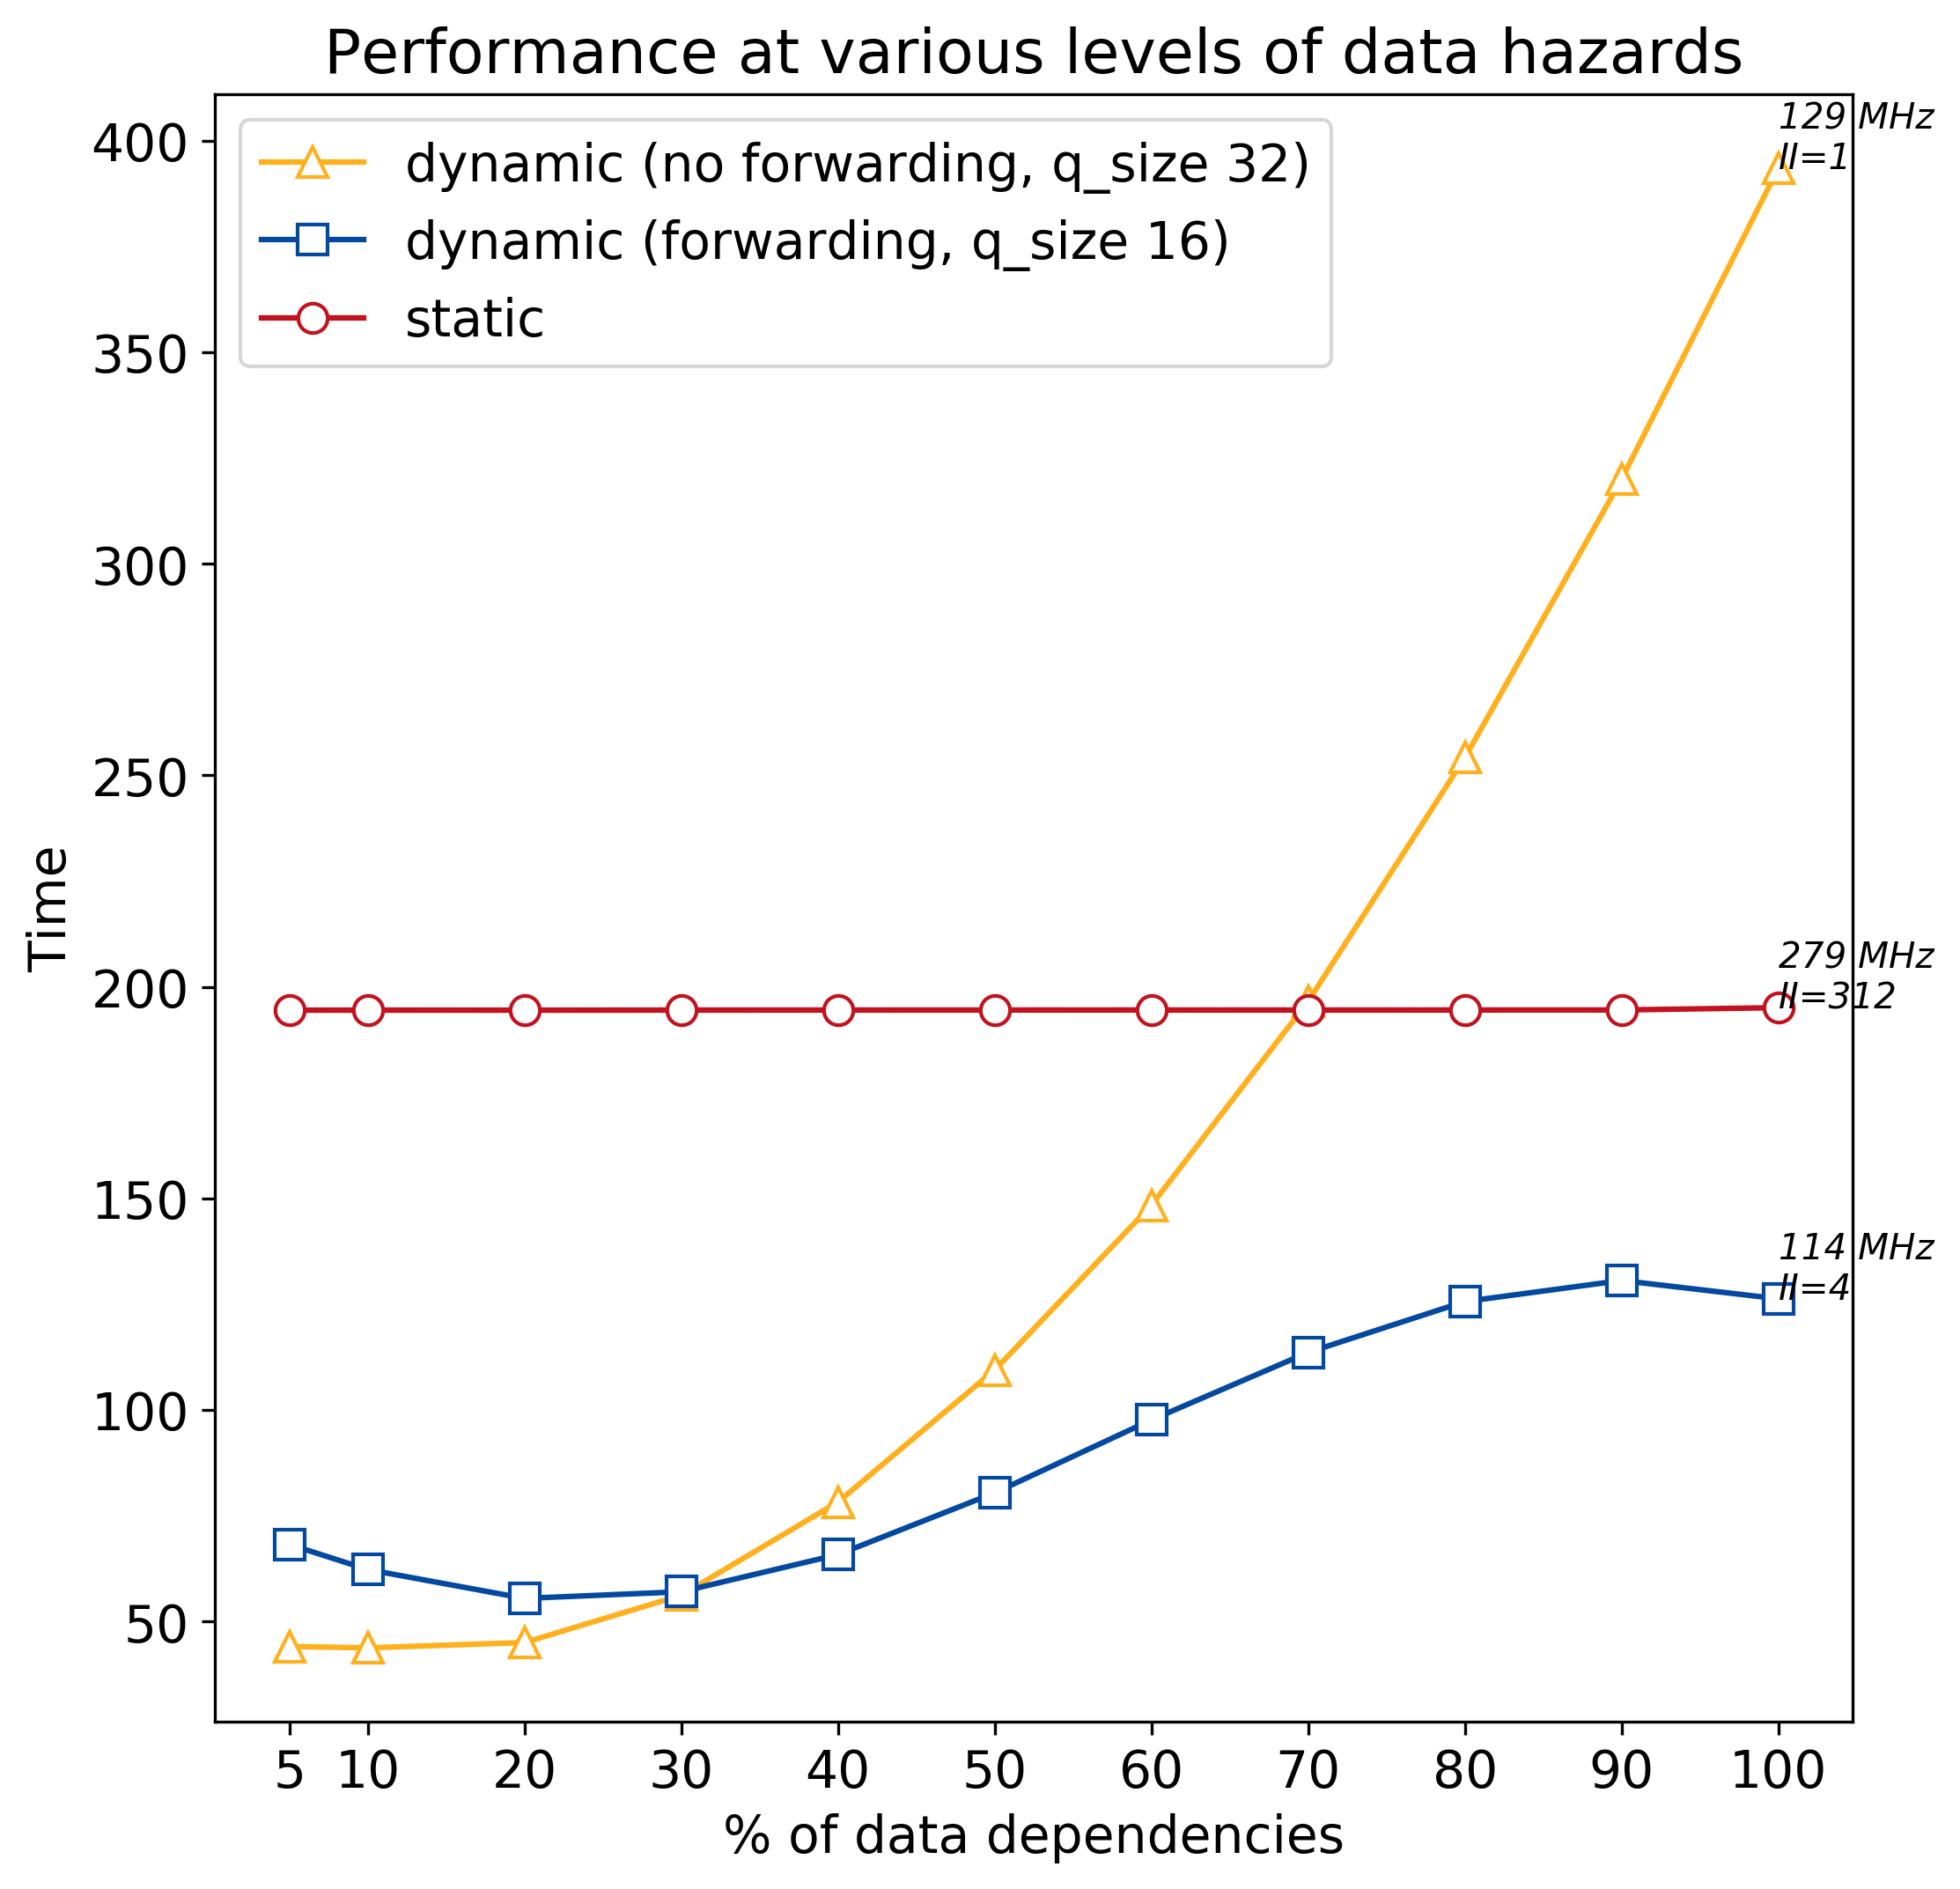 Performance at various levels of data hazards
dynamic (no forwarding, q_size 32)
dynamic (forwarding, q_size 16)
static
129 MHz
II=1
279 MHz
II=312
114 MHz
II=4
400
350
300
250
200
150
100
50
Time
5 10 20 30 40 50 60 70 80 90 100
% of data dependencies